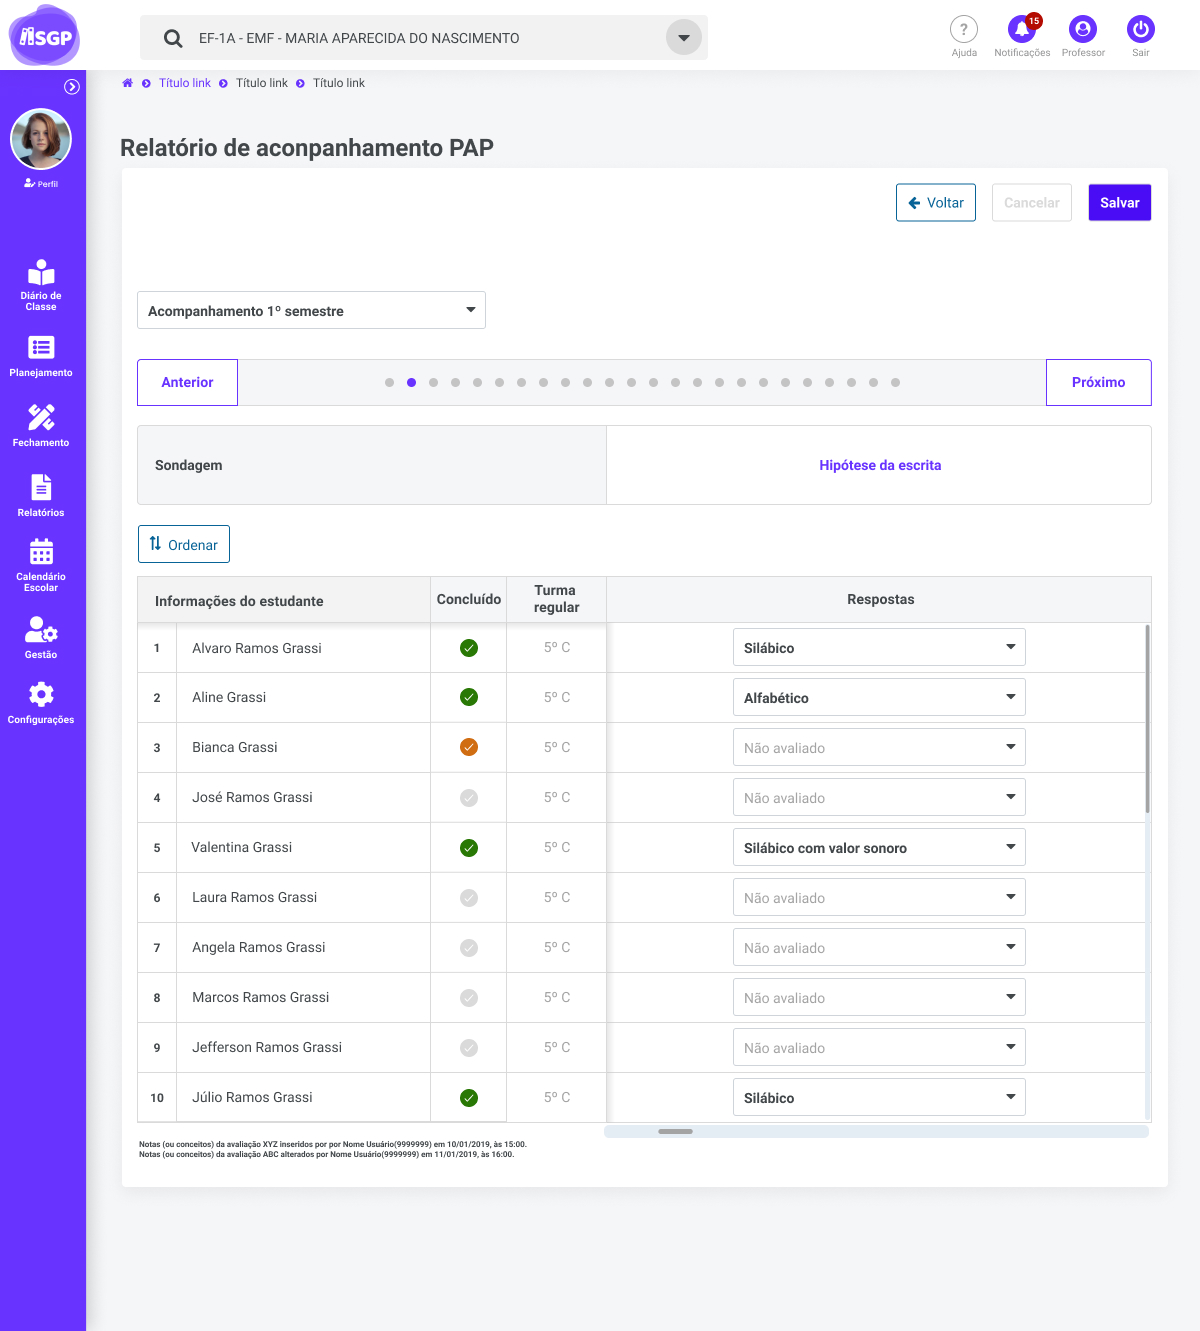 SGP
EF-1A - EMF - MARIA APARECIDA DO NASCIMENTO
?
15
Ajuda
Notificações
Professor
Sair
Título link
Título link
Título link
Perfil
Diário de
Classe
Planejamento
Fechamento
Relatórios
Calendário
Escolar
Gestão
Configurações
Relatório de aconpanhamento PAP
Voltar
Cancelar
Salvar
Acompanhamento 1º semestre
Anterior
Próximo
Sondagem
Hipótese da escrita
Ordenar
Informações do estudante
Concluído
Turma
regular
Respostas
1 Alvaro Ramos Grassi 5º C Silábico
2 Aline Grassi 5º C Alfabético
3 Bianca Grassi 5º C Não avaliado
4 José Ramos Grassi 5º C Não avaliado
5 Valentina Grassi 5º C Silábico com valor sonoro
6 Laura Ramos Grassi 5º C Não avaliado
7 Angela Ramos Grassi 5º C Não avaliado
8 Marcos Ramos Grassi 5º C Não avaliado
9 Jefferson Ramos Grassi 5º C Não avaliado
10 Júlio Ramos Grassi 5º C Silábico
Notas (ou conceitos) da avaliação XYZ inseridos por por Nome Usuário(9999999) em 10/01/2019, às 15:00.
Notas (ou conceitos) da avaliação ABC alterados por Nome Usuário(9999999) em 11/01/2019, às 16:00.